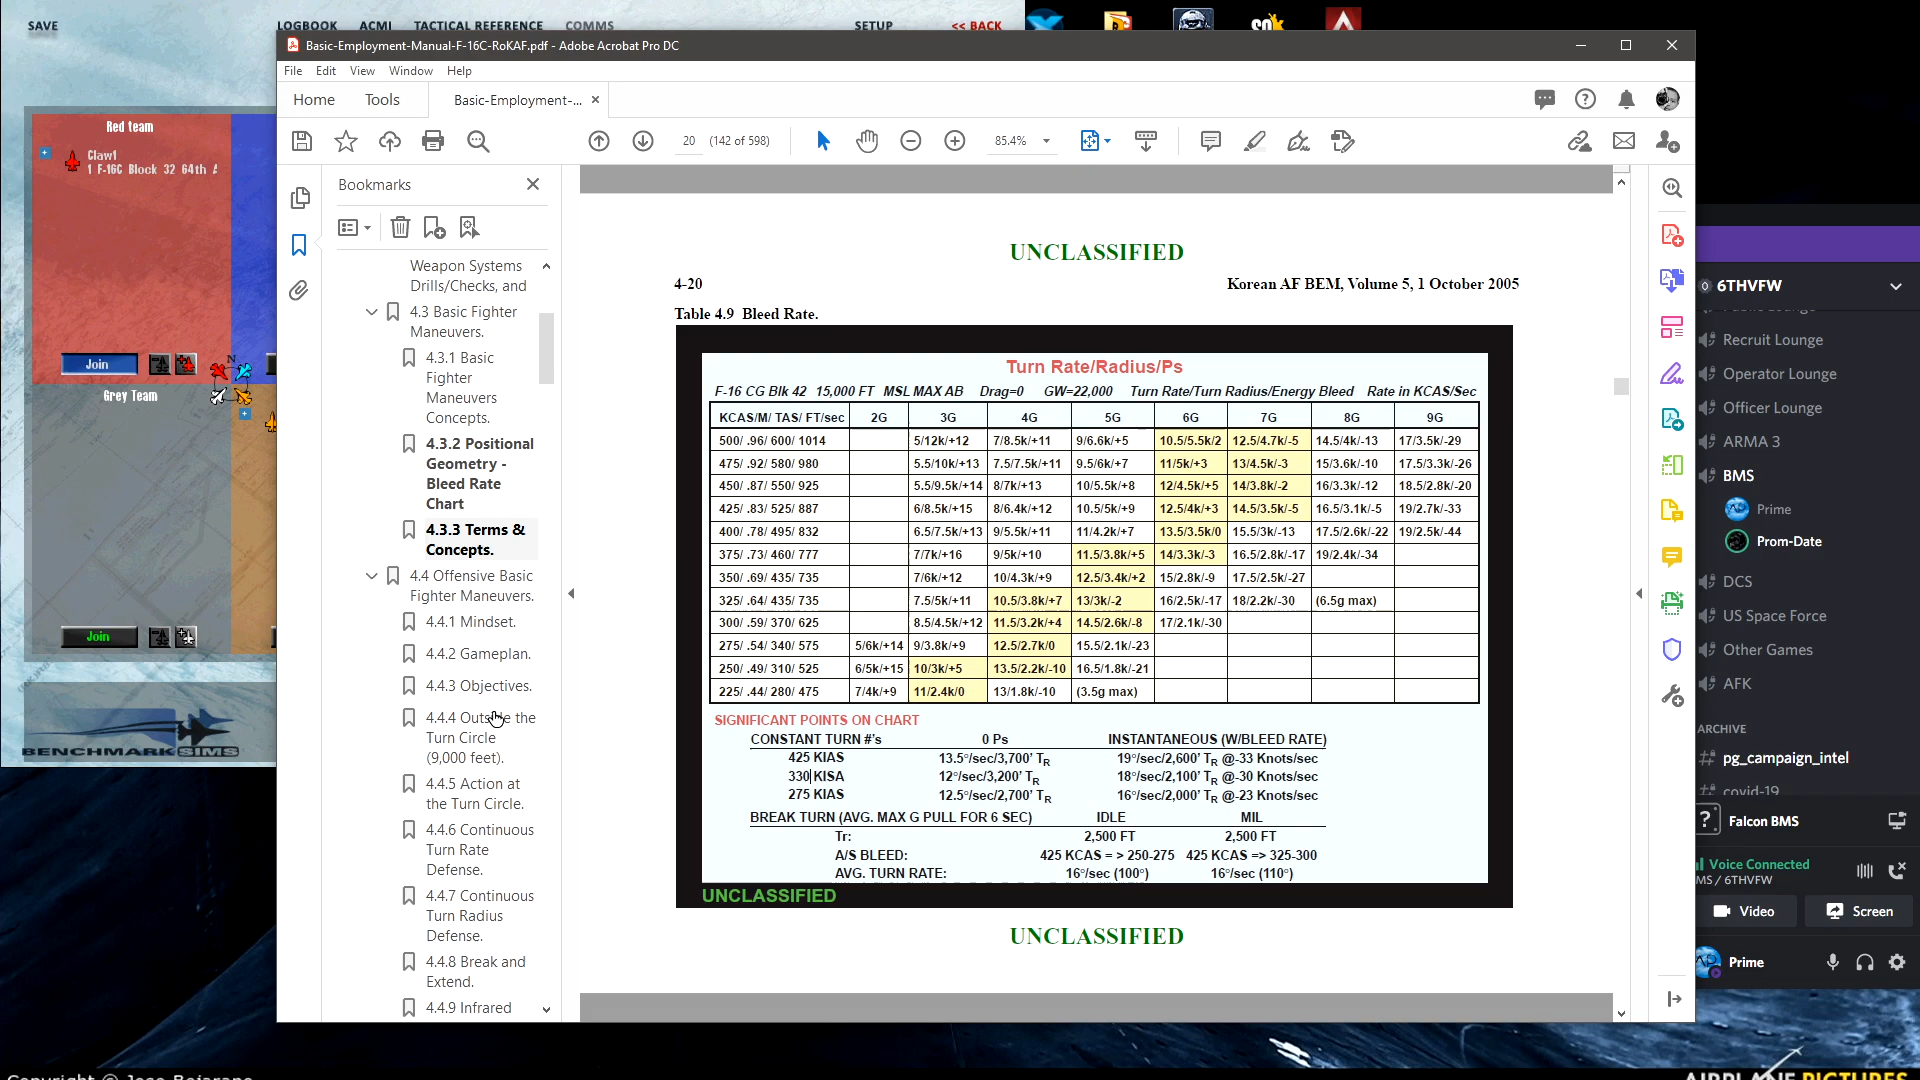 SAVE
LOGBOOK ACMI TACTICAL REFERENCE COMMS SETUP << BACK
Basic-Employment-Manual-F-16C-RoKAF.pdf - Adobe Acrobat Pro DC
File Edit View Window Help
Home Tools Basic-Employment-... ×
20 (142 of 598) 85.4%
Red team
Claw1
1 F-16C Block 32 64th A
Join
N
Grey Team
Join
BENCHMARKSIMS
Bookmarks
Weapon Systems
Drills/Checks, and
4.3 Basic Fighter
Maneuvers.
4.3.1 Basic
Fighter
Maneuvers
Concepts.
4.3.2 Positional
Geometry -
Bleed Rate
Chart
4.3.3 Terms &
Concepts.
4.4 Offensive Basic
Fighter Maneuvers.
4.4.1 Mindset.
4.4.2 Gameplan.
4.4.3 Objectives.
4.4.4 Outside the
Turn Circle
(9,000 feet).
4.4.5 Action at
the Turn Circle.
4.4.6 Continuous
Turn Rate
Defense.
4.4.7 Continuous
Turn Radius
Defense.
4.4.8 Break and
Extend.
4.4.9 Infrared
UNCLASSIFIED
4-20 Korean AF BEM, Volume 5, 1 October 2005
Table 4.9 Bleed Rate.
Turn Rate/Radius/Ps
F-16 CG Blk 42 15,000 FT MSL MAX AB Drag=0 GW=22,000 Turn Rate/Turn Radius/Energy Bleed Rate in KCAS/Sec
KCAS/M/ TAS/ FT/sec 2G 3G 4G 5G 6G 7G 8G 9G
500/ .96/ 600/ 1014 5/12k/+12 7/8.5k/+11 9/6.6k/+5 10.5/5.5k/2 12.5/4.7k/-5 14.5/4k/-13 17/3.5k/-29
475/ .92/ 580/ 980 5.5/10k/+13 7.5/7.5k/+11 9.5/6k/+7 11/5k/+3 13/4.5k/-3 15/3.6k/-10 17.5/3.3k/-26
450/ .87/ 550/ 925 5.5/9.5k/+14 8/7k/+13 10/5.5k/+8 12/4.5k/+5 14/3.8k/-2 16/3.3k/-12 18.5/2.8k/-20
425/ .83/ 525/ 887 6/8.5k/+15 8/6.4k/+12 10.5/5k/+9 12.5/4k/+3 14.5/3.5k/-5 16.5/3.1k/-5 19/2.7k/-33
400/ .78/ 495/ 832 6.5/7.5k/+13 9/5.5k/+11 11/4.2k/+7 13.5/3.5k/0 15.5/3k/-13 17.5/2.6k/-22 19/2.5k/-44
375/ .73/ 460/ 777 7/7k/+16 9/5k/+10 11.5/3.8k/+5 14/3.3k/-3 16.5/2.8k/-17 19/2.4k/-34
350/ .69/ 435/ 735 7/6k/+12 10/4.3k/+9 12.5/3.4k/+2 15/2.8k/-9 17.5/2.5k/-27
325/ .64/ 435/ 735 7.5/5k/+11 10.5/3.8k/+7 13/3k/-2 16/2.5k/-17 18/2.2k/-30 (6.5g max)
300/ .59/ 370/ 625 8.5/4.5k/+12 11.5/3.2k/+4 14.5/2.6k/-8 17/2.1k/-30
275/ .54/ 340/ 575 5/6k/+14 9/3.8k/+9 12.5/2.7k/0 15.5/2.1k/-23
250/ .49/ 310/ 525 6/5k/+15 10/3k/+5 13.5/2.2k/-10 16.5/1.8k/-21
225/ .44/ 280/ 475 7/4k/+9 11/2.4k/0 13/1.8k/-10 (3.5g max)
SIGNIFICANT POINTS ON CHART
CONSTANT TURN #'s 0 Ps INSTANTANEOUS (W/BLEED RATE)
425 KIAS 13.5°/sec/3,700' TR 19°/sec/2,600' TR @-33 Knots/sec
330 KISA 12°/sec/3,200' TR 18°/sec/2,100' TR @-30 Knots/sec
275 KIAS 12.5°/sec/2,700' TR 16°/sec/2,000' TR @-23 Knots/sec
BREAK TURN (AVG. MAX G PULL FOR 6 SEC) IDLE MIL
Tr: 2,500 FT 2,500 FT
A/S BLEED: 425 KCAS = > 250-275 425 KCAS => 325-300
AVG. TURN RATE: 16°/sec (100°) 16°/sec (110°)
UNCLASSIFIED
UNCLASSIFIED
6THVFW
Recruit Lounge
Operator Lounge
Officer Lounge
ARMA 3
BMS
Prime
Prom-Date
DCS
US Space Force
Other Games
AFK
ARCHIVE
pg_campaign_intel
covid-19
Falcon BMS
Voice Connected
MS / 6THVFW
Video Screen
Prime
AIRPLANE PICTURES